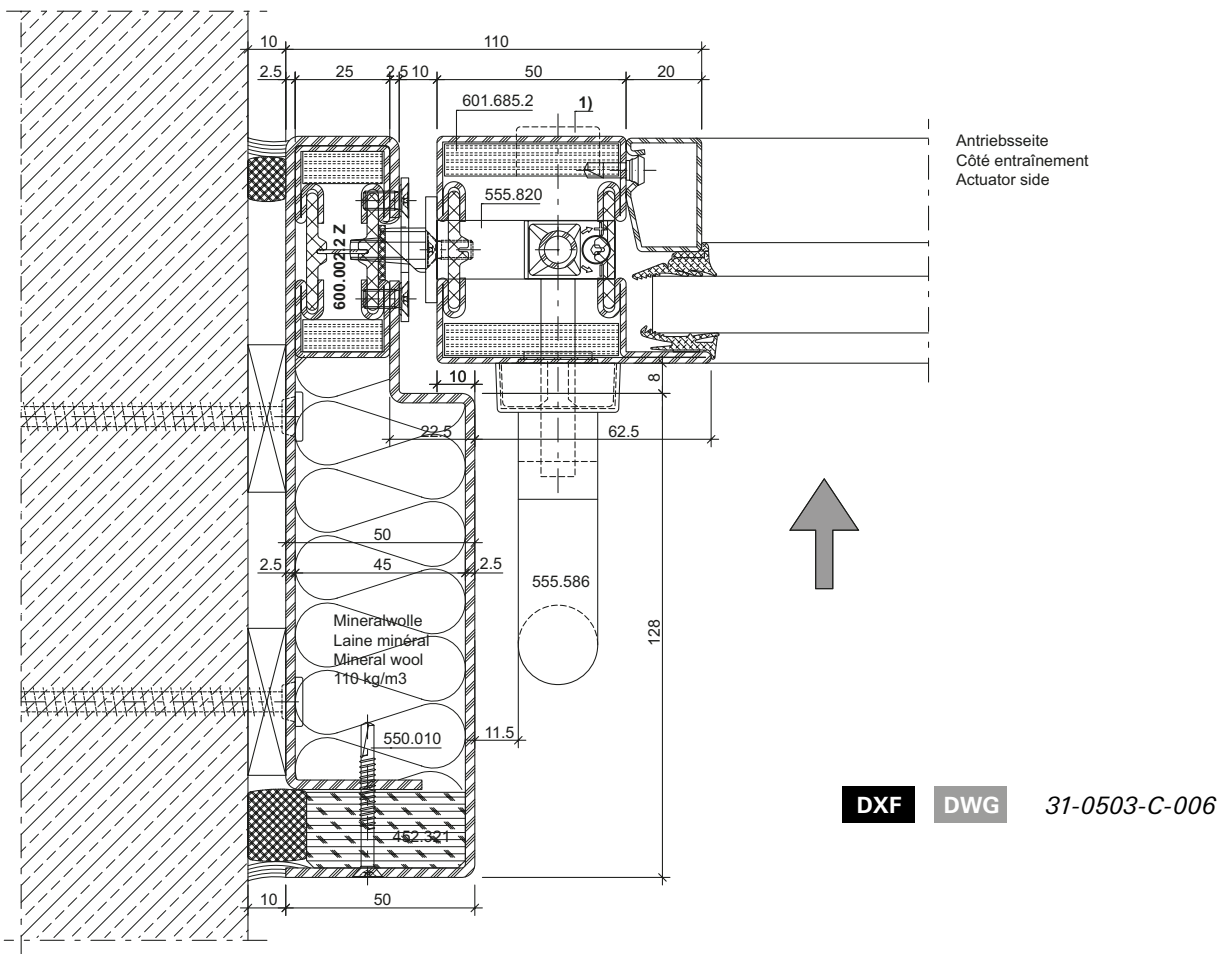 10
110
2.5
25
2.5
10
50
20
601.685.2
1)
Antriebsseite
Côté entraînement
Actuator side
555.820
600.002.2 Z
10
8
22.5
62.5
50
2.5
45
2.5
555.586
Mineralwolle
Laine minéral
Mineral wool
110 kg/m3
128
11.5
550.010
DXF DWG 31-0503-C-006
452.321
10
50